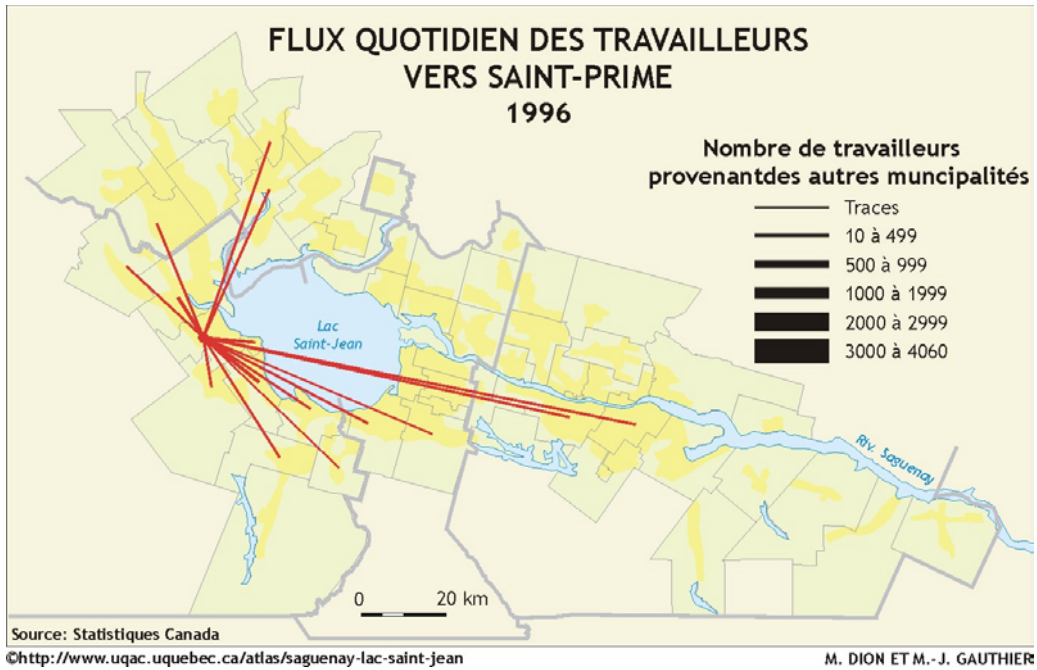 FLUX QUOTIDIEN DES TRAVAILLEURS
VERS SAINT-PRIME
1996
Nombre de travailleurs
provenantdes autres muncipalités
Traces
10 à 499
500 à 999
1000 à 1999
2000 à 2999
3000 à 4060
Lac
Saint-Jean
Riv. Saguenay
0 20 km
Source: Statistiques Canada
©http://www.uqac.uquebec.ca/atlas/saguenay-lac-saint-jean
M. DION ET M.-J. GAUTHIER